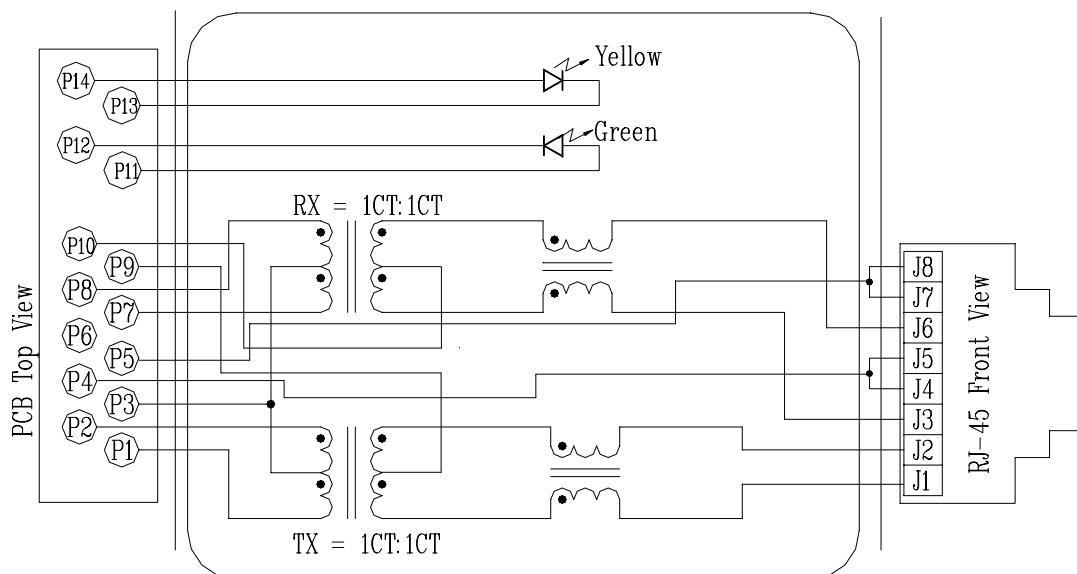 Yellow
P14
P13
Green
P12
P11
RX = 1CT:1CT
P10
P9
P8
P7
P6
P5
P4
P3
P2
P1
PCB Top View
J8
J7
J6
J5
J4
J3
J2
J1
RJ-45 Front View
TX = 1CT:1CT